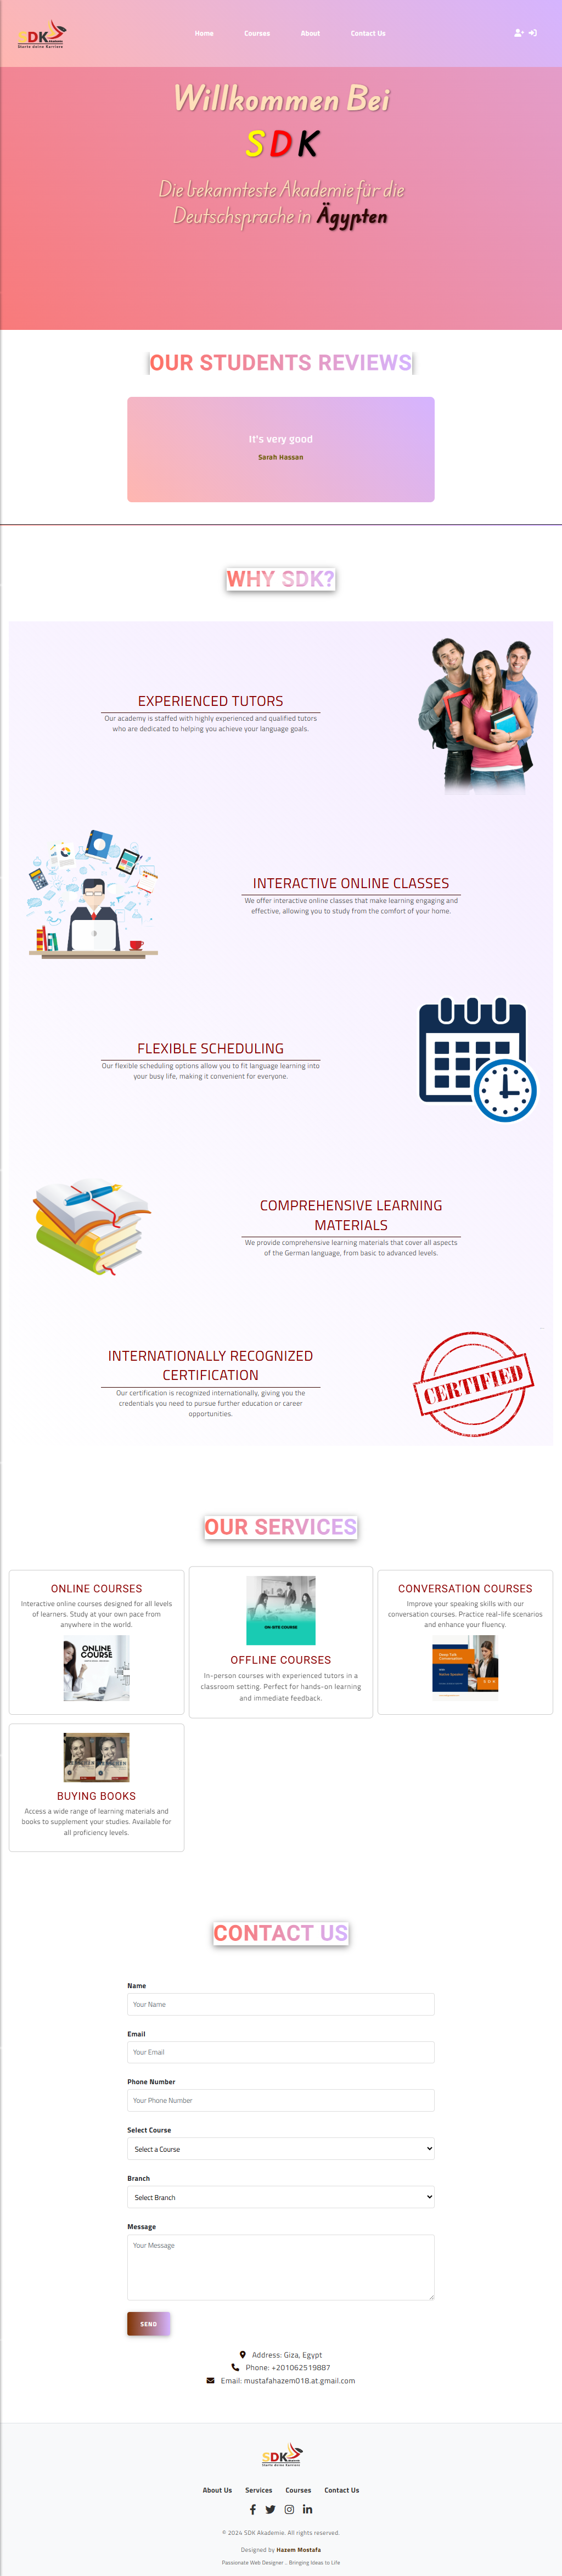 SDK
Akademie
Starte deine Karriere
Home
Courses
About
Contact Us
Willkommen Bei
SDK
Die bekannteste Akademie für die
Deutschsprache in Ägypten
OUR STUDENTS REVIEWS
It's very good
Sarah Hassan
WHY SDK?
EXPERIENCED TUTORS
Our academy is staffed with highly experienced and qualified tutors
who are dedicated to helping you achieve your language goals.
INTERACTIVE ONLINE CLASSES
We offer interactive online classes that make learning engaging and
effective, allowing you to study from the comfort of your home.
FLEXIBLE SCHEDULING
Our flexible scheduling options allow you to fit language learning into
your busy life, making it convenient for everyone.
COMPREHENSIVE LEARNING
MATERIALS
We provide comprehensive learning materials that cover all aspects
of the German language, from basic to advanced levels.
INTERNATIONALLY RECOGNIZED
CERTIFICATION
Our certification is recognized internationally, giving you the
credentials you need to pursue further education or career
opportunities.
CERTIFIED
OUR SERVICES
ONLINE COURSES
Interactive online courses designed for all levels
of learners. Study at your own pace from
anywhere in the world.
ONLINE
COURSE
ON-SITE COURSE
OFFLINE COURSES
In-person courses with experienced tutors in a
classroom setting. Perfect for hands-on learning
and immediate feedback.
CONVERSATION COURSES
Improve your speaking skills with our
conversation courses. Practice real-life scenarios
and enhance your fluency.
Deep Talk
Conversation
BUYING BOOKS
Access a wide range of learning materials and
books to supplement your studies. Available for
all proficiency levels.
CONTACT US
Name
Your Name
Email
Your Email
Phone Number
Your Phone Number
Select Course
Select a Course
Branch
Select Branch
Message
Your Message
SEND
Address: Giza, Egypt
Phone: +201062519887
Email: mustafahazem018.at.gmail.com
SDK
Akademie
Starte deine Karriere
About Us
Services
Courses
Contact Us
© 2024 SDK Akademie. All rights reserved.
Designed by Hazem Mostafa
Passionate Web Designer .. Bringing Ideas to Life